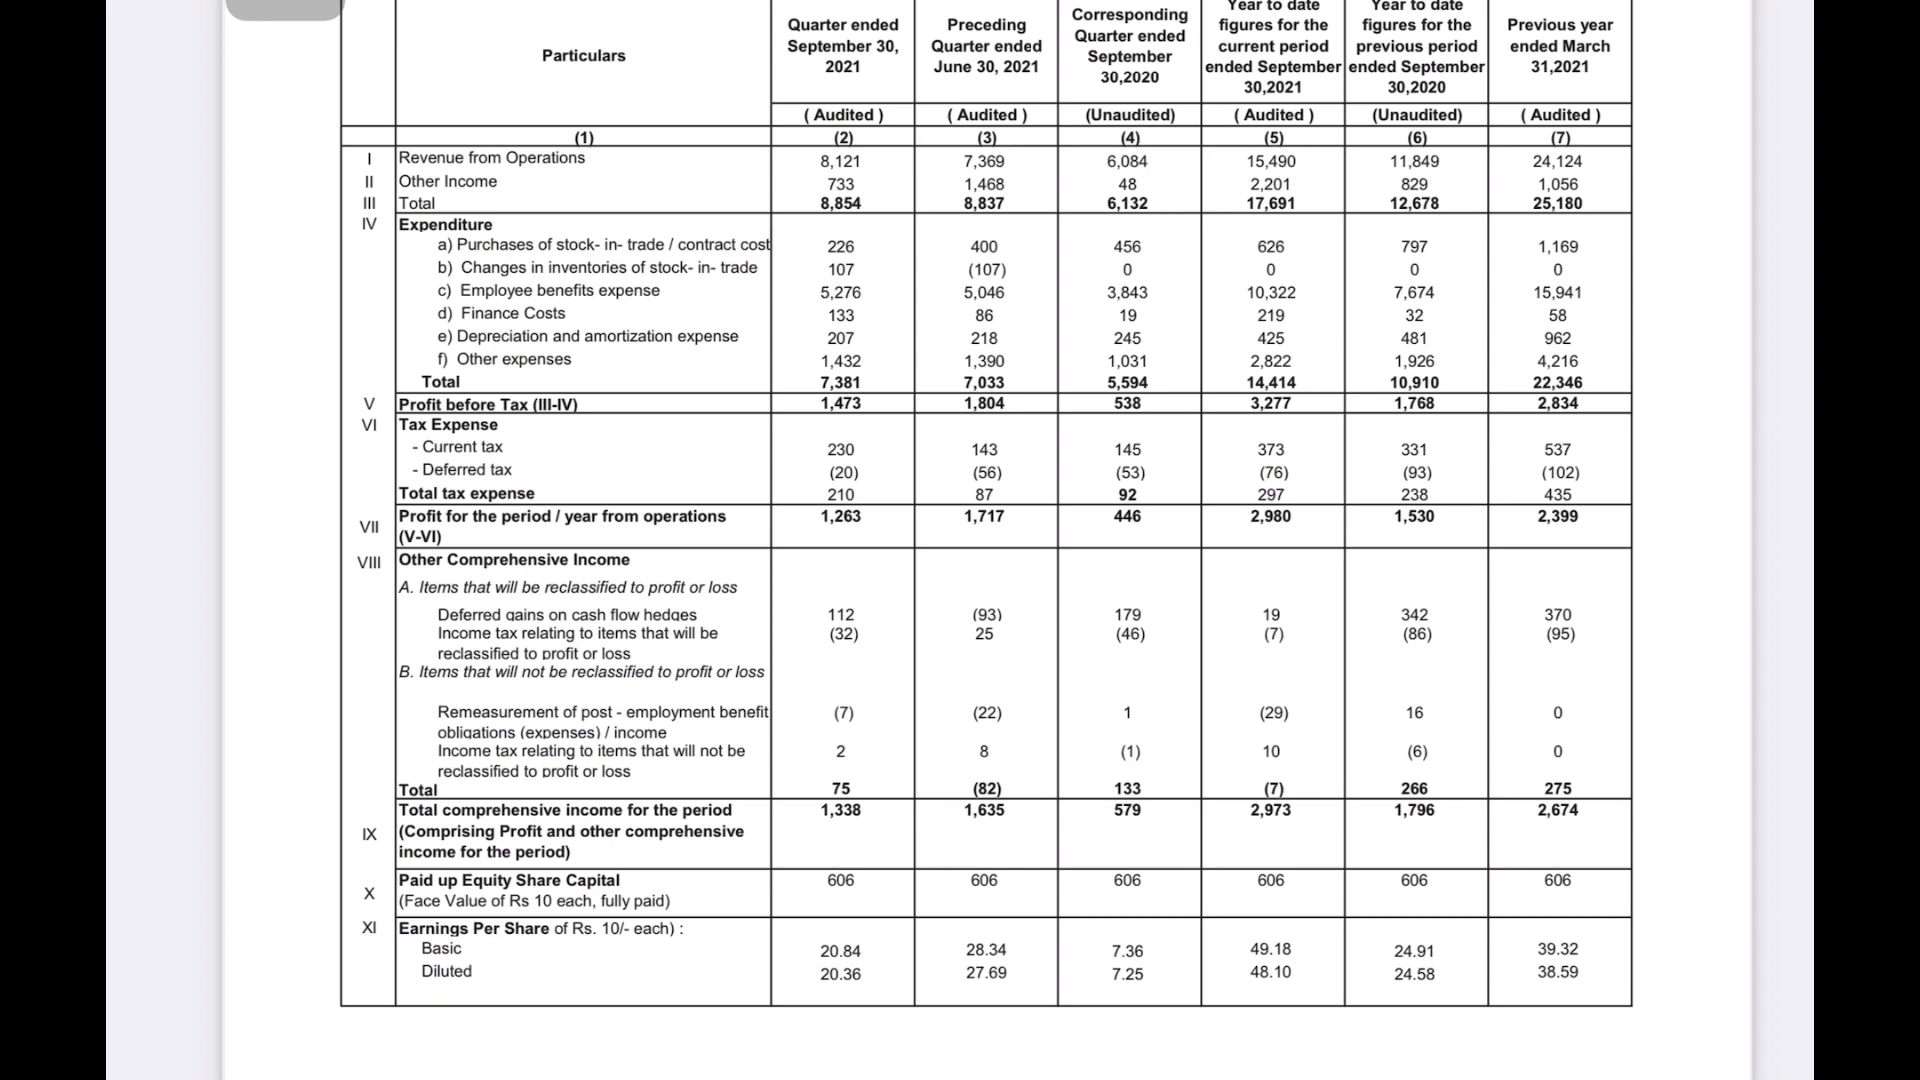 Particulars
Quarter ended
September 30,
2021
Preceding
Quarter ended
June 30, 2021
Corresponding
Quarter ended
September
30,2020
Year to date
figures for the
current period
ended September
30,2021
Year to date
figures for the
previous period
ended September
30,2020
Previous year
ended March
31,2021
( Audited ) ( Audited ) (Unaudited) ( Audited ) (Unaudited) ( Audited )
(1) (2) (3) (4) (5) (6) (7)
I Revenue from Operations 8,121 7,369 6,084 15,490 11,849 24,124
II Other Income 733 1,468 48 2,201 829 1,056
III Total 8,854 8,837 6,132 17,691 12,678 25,180
IV Expenditure
a) Purchases of stock- in- trade / contract cost 226 400 456 626 797 1,169
b) Changes in inventories of stock- in- trade 107 (107) 0 0 0 0
c) Employee benefits expense 5,276 5,046 3,843 10,322 7,674 15,941
d) Finance Costs 133 86 19 219 32 58
e) Depreciation and amortization expense 207 218 245 425 481 962
f) Other expenses 1,432 1,390 1,031 2,822 1,926 4,216
Total 7,381 7,033 5,594 14,414 10,910 22,346
V Profit before Tax (III-IV) 1,473 1,804 538 3,277 1,768 2,834
VI Tax Expense
- Current tax 230 143 145 373 331 537
- Deferred tax (20) (56) (53) (76) (93) (102)
Total tax expense 210 87 92 297 238 435
VII Profit for the period / year from operations 1,263 1,717 446 2,980 1,530 2,399
(V-VI)
VIII Other Comprehensive Income
A. Items that will be reclassified to profit or loss
Deferred gains on cash flow hedges 112 (93) 179 19 342 370
Income tax relating to items that will be (32) 25 (46) (7) (86) (95)
reclassified to profit or loss
B. Items that will not be reclassified to profit or loss
Remeasurement of post - employment benefit (7) (22) 1 (29) 16 0
obligations (expenses) / income
Income tax relating to items that will not be 2 8 (1) 10 (6) 0
reclassified to profit or loss
Total 75 (82) 133 (7) 266 275
Total comprehensive income for the period 1,338 1,635 579 2,973 1,796 2,674
IX (Comprising Profit and other comprehensive
income for the period)
Paid up Equity Share Capital 606 606 606 606 606 606
X (Face Value of Rs 10 each, fully paid)
XI Earnings Per Share of Rs. 10/- each) :
Basic 20.84 28.34 7.36 49.18 24.91 39.32
Diluted 20.36 27.69 7.25 48.10 24.58 38.59